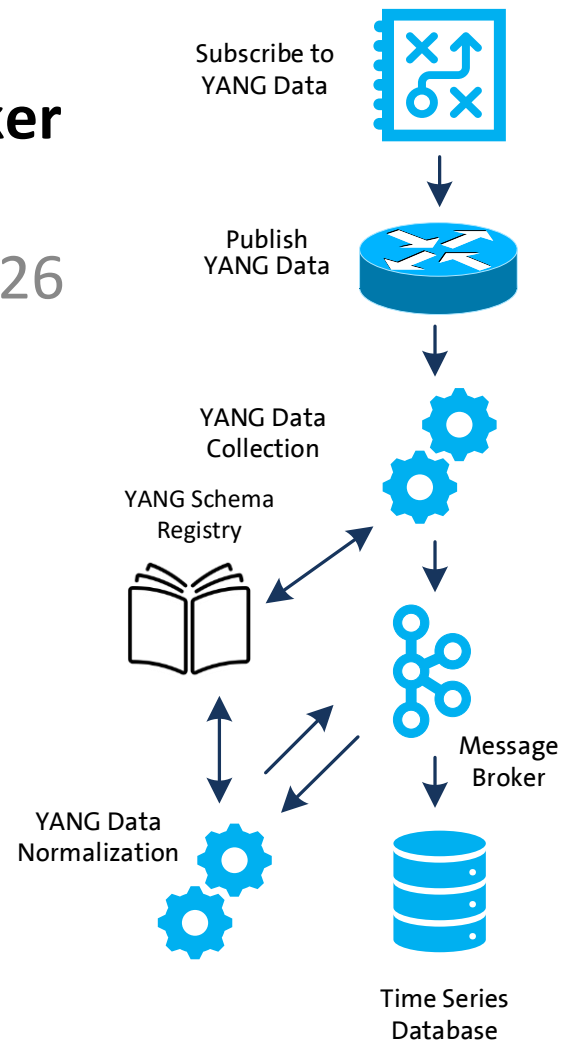 Subscribe to
YANG Data
ker
Publish
YANG Data
26
YANG Data
Collection
YANG Schema
Registry
Message
Broker
YANG Data
Normalization
Time Series
Database